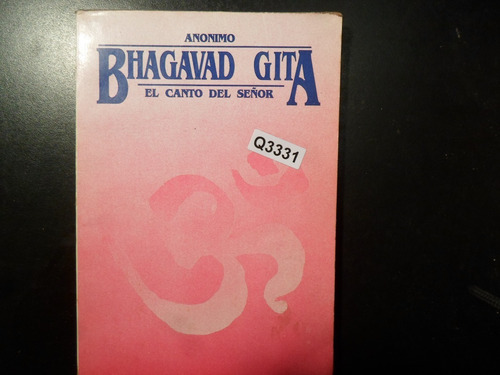 ANONIMO
BHAGAVAD GITA
EL CANTO DEL SEÑOR
Q3331
ॐ